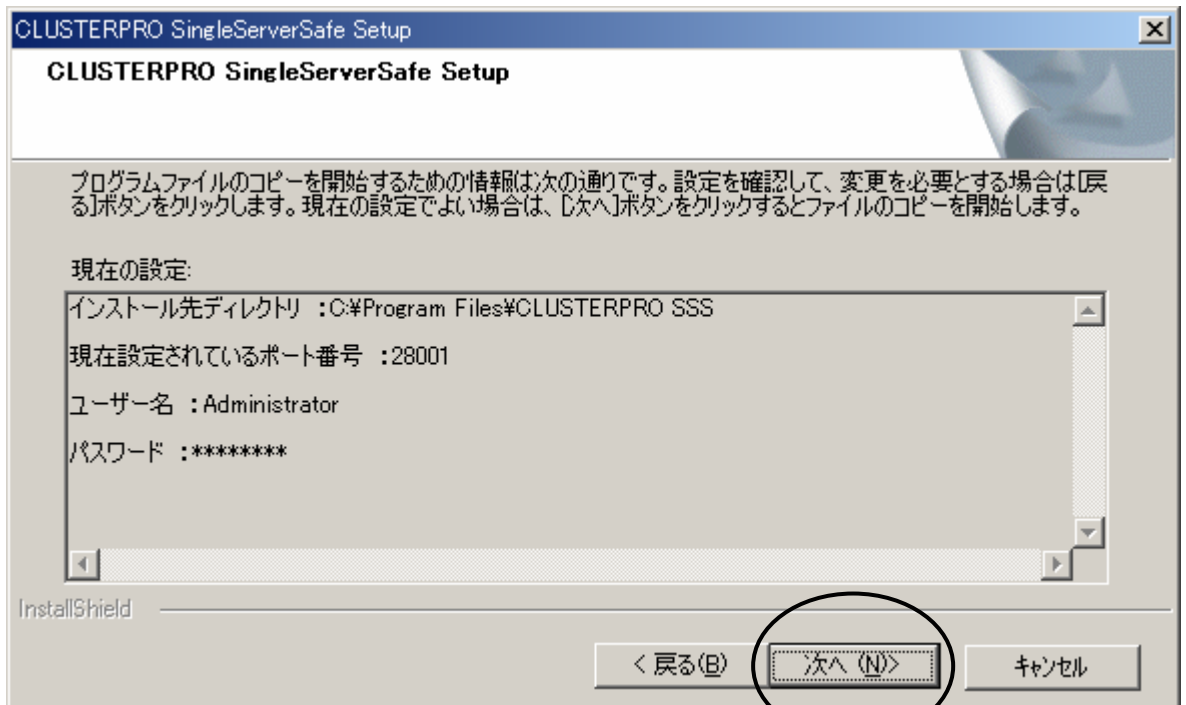 CLUSTERPRO SingleServerSafe Setup
CLUSTERPRO SingleServerSafe Setup
プログラムファイルのコピーを開始するための情報は次の通りです。設定を確認して、変更を必要とする場合は[戻
る]ボタンをクリックします。現在の設定でよい場合は、[次へ]ボタンをクリックするとファイルのコピーを開始します。
現在の設定:
インストール先ディレクトリ :C:¥Program Files¥CLUSTERPRO SSS
現在設定されているポート番号 :28001
ユーザー名 :Administrator
パスワード :********
InstallShield
< 戻る(B)
次へ (N)>
キャンセル